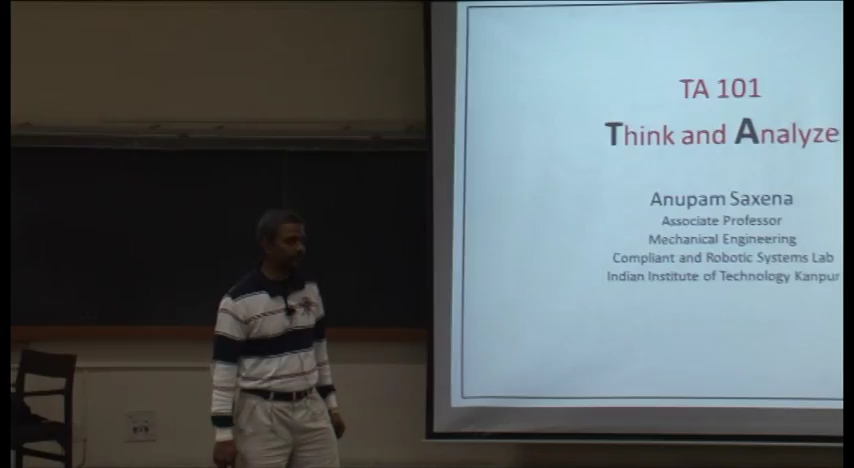 TA 101
Think and Analyze
Anupam Saxena
Associate Professor
Mechanical Engineering
Compliant and Robotic Systems Lab
Indian Institute of Technology Kanpur